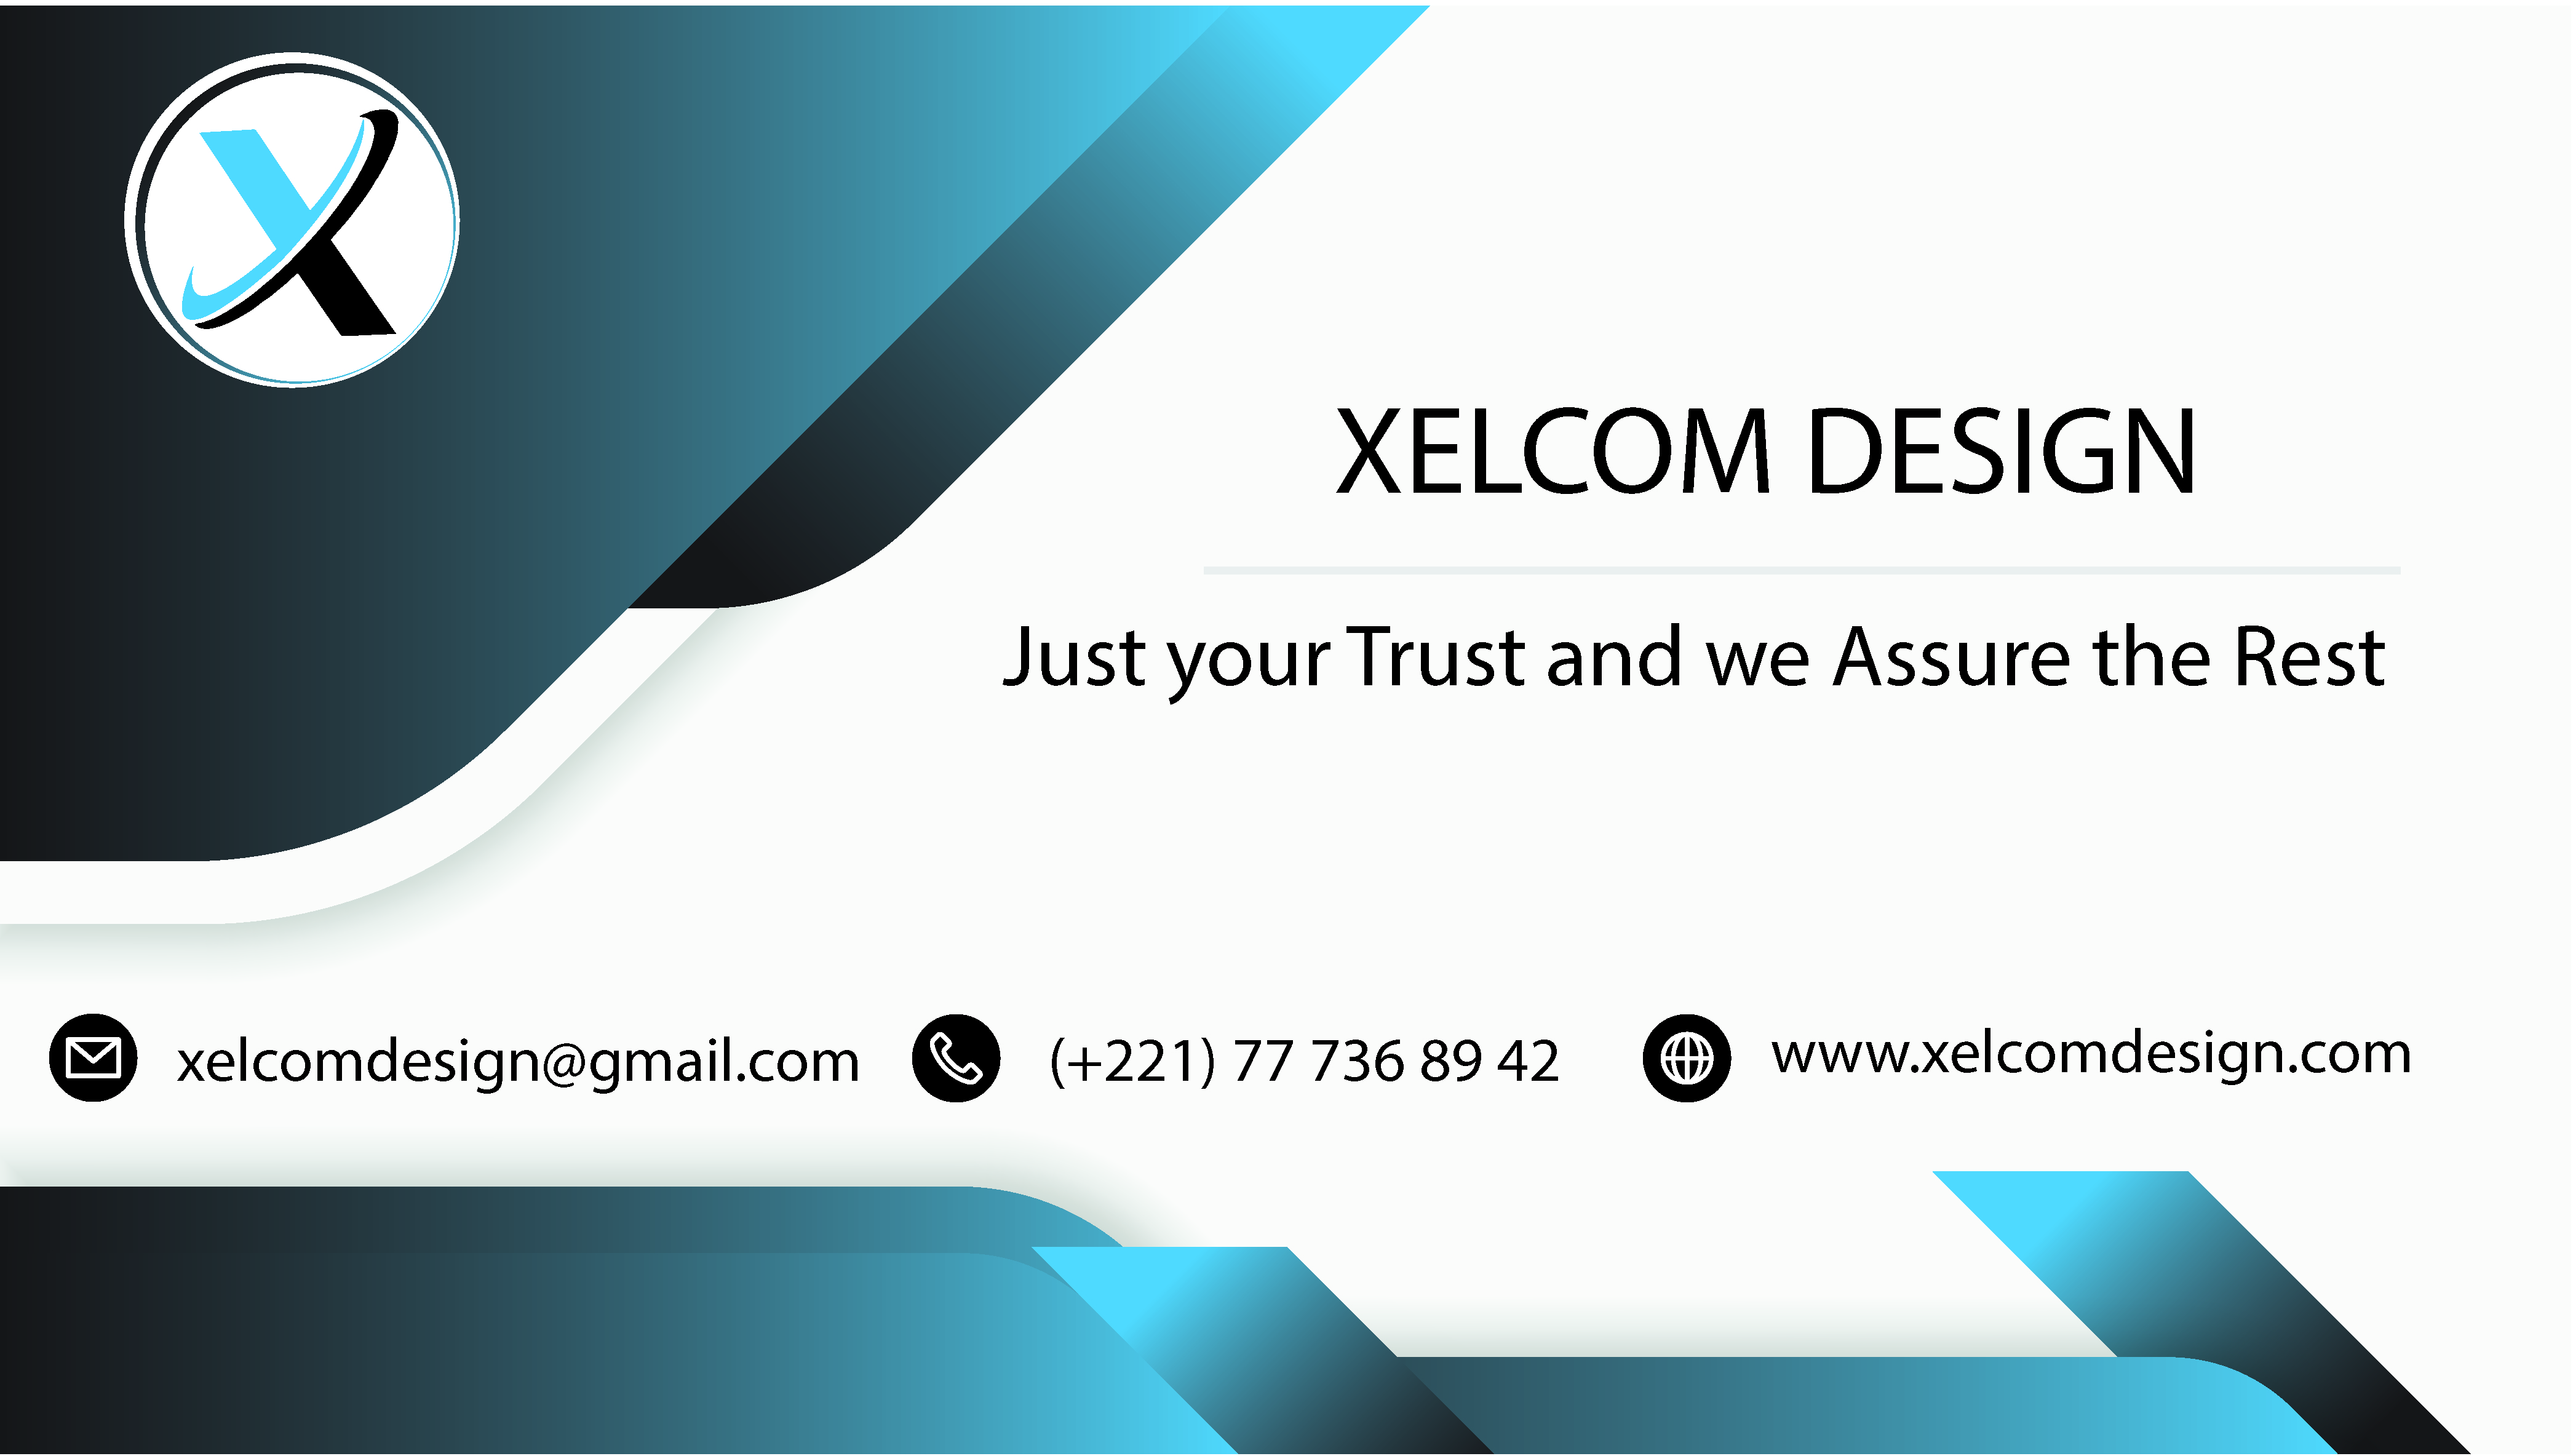 X
XELCOM DESIGN
Just your Trust and we Assure the Rest
xelcomdesign@gmail.com
(+221) 77 736 89 42
www.xelcomdesign.com